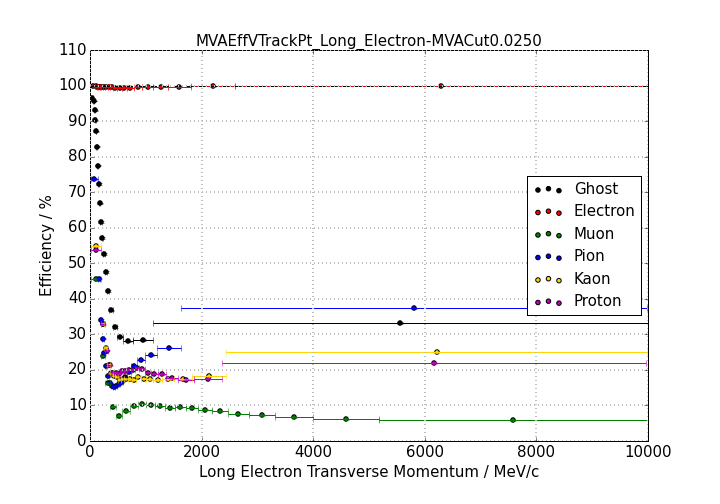 MVAEffVTrackPt_Long_Electron-MVACut0.0250
110
100
90
80
70
60
50
40
30
20
10
0
Efficiency / %
Ghost
Electron
Muon
Pion
Kaon
Proton
0 2000 4000 6000 8000 10000
Long Electron Transverse Momentum / MeV/c